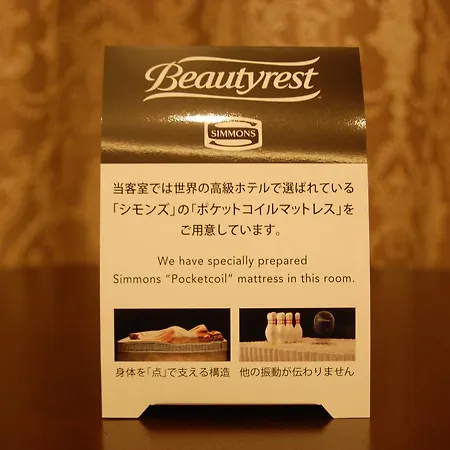 Beautyrest
SIMMONS
当客室では世界の高級ホテルで選ばれている
「シモンズ」の「ポケットコイルマットレス」を
ご用意しています。
We have specially prepared
Simmons “Pocketcoil” mattress in this room.
身体を「点」で支える構造
他の振動が伝わりません